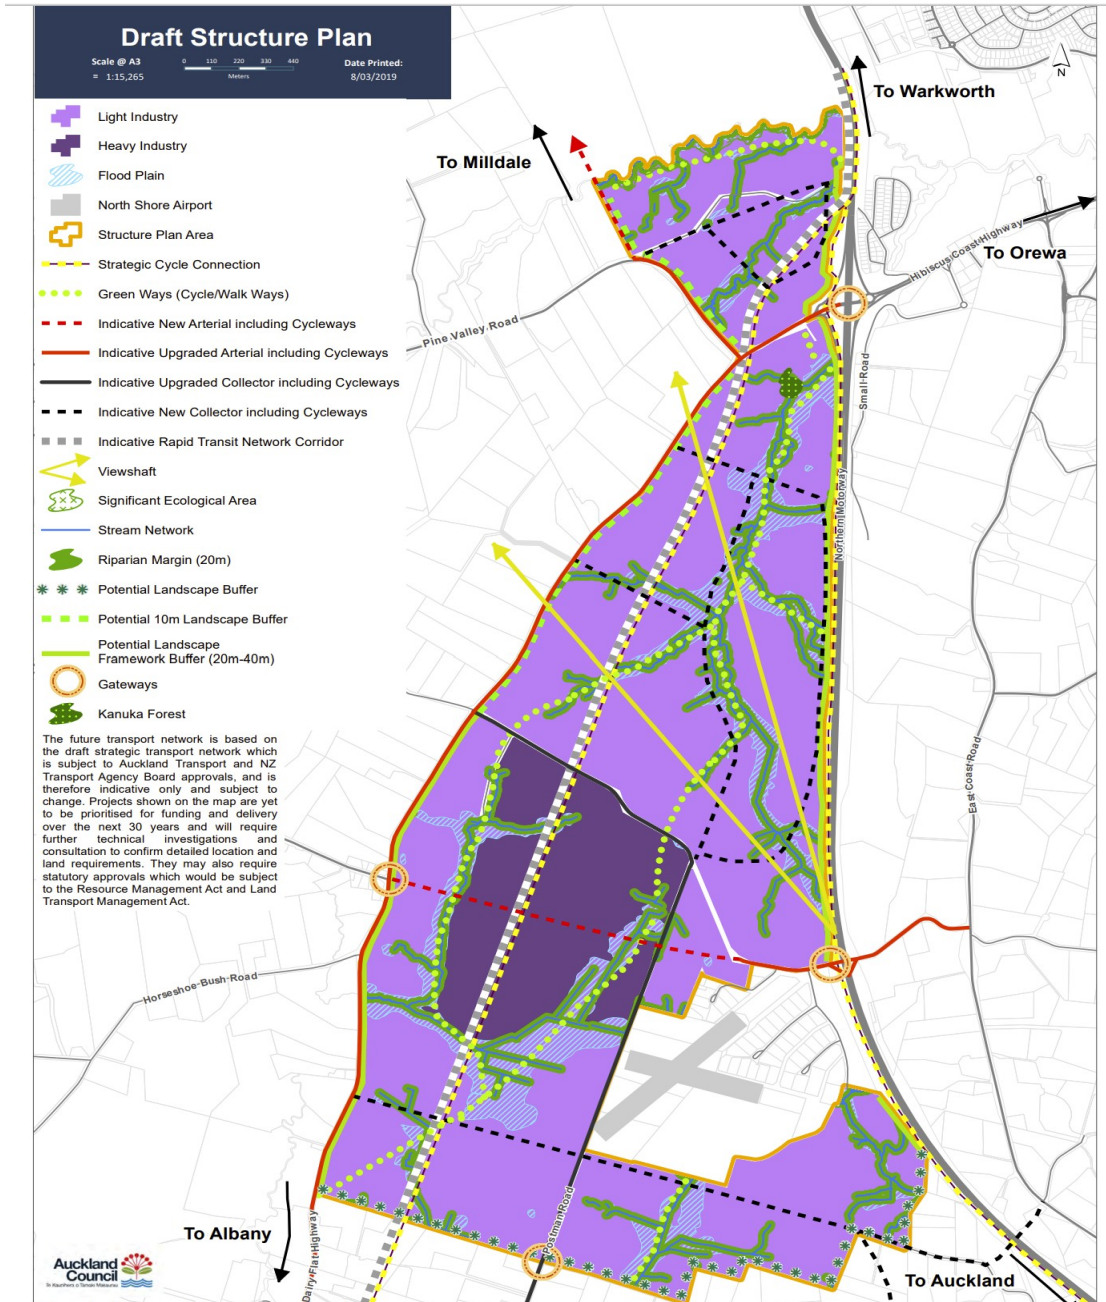 Draft Structure Plan
Scale @ A3
= 1:15,265
0 110 220 330 440
Meters
Date Printed:
8/03/2019
Light Industry
Heavy Industry
Flood Plain
North Shore Airport
Structure Plan Area
Strategic Cycle Connection
Green Ways (Cycle/Walk Ways)
Indicative New Arterial including Cycleways
Indicative Upgraded Arterial including Cycleways
Indicative Upgraded Collector including Cycleways
Indicative New Collector including Cycleways
Indicative Rapid Transit Network Corridor
Viewshaft
Significant Ecological Area
Stream Network
Riparian Margin (20m)
Potential Landscape Buffer
Potential 10m Landscape Buffer
Potential Landscape
Framework Buffer (20m-40m)
Gateways
Kanuka Forest
The future transport network is based on
the draft strategic transport network which
is subject to Auckland Transport and NZ
Transport Agency Board approvals, and is
therefore indicative only and subject to
change. Projects shown on the map are yet
to be prioritised for funding and delivery
over the next 30 years and will require
further technical investigations and
consultation to confirm detailed location and
land requirements. They may also require
statutory approvals which would be subject
to the Resource Management Act and Land
Transport Management Act.
N
To Warkworth
To Milldale
Hibiscus Coast Highway
To Orewa
Pine Valley Road
Small Road
Northern Motorway
East Coast Road
Horseshoe Bush Road
Postman Road
Dairy Flat Highway
To Albany
To Auckland
Auckland
Council